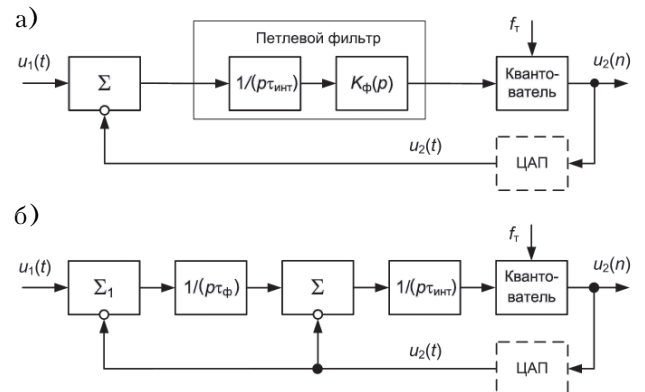 а)
Петлевой фильтр
fт
u1(t)
Σ
1/(pτинт)
Kф(p)
Кванто-
ватель
u2(n)
u2(t)
ЦАП
б)
fт
u1(t)
Σ1
1/(pτф)
Σ
1/(pτинт)
Кванто-
ватель
u2(n)
u2(t)
ЦАП